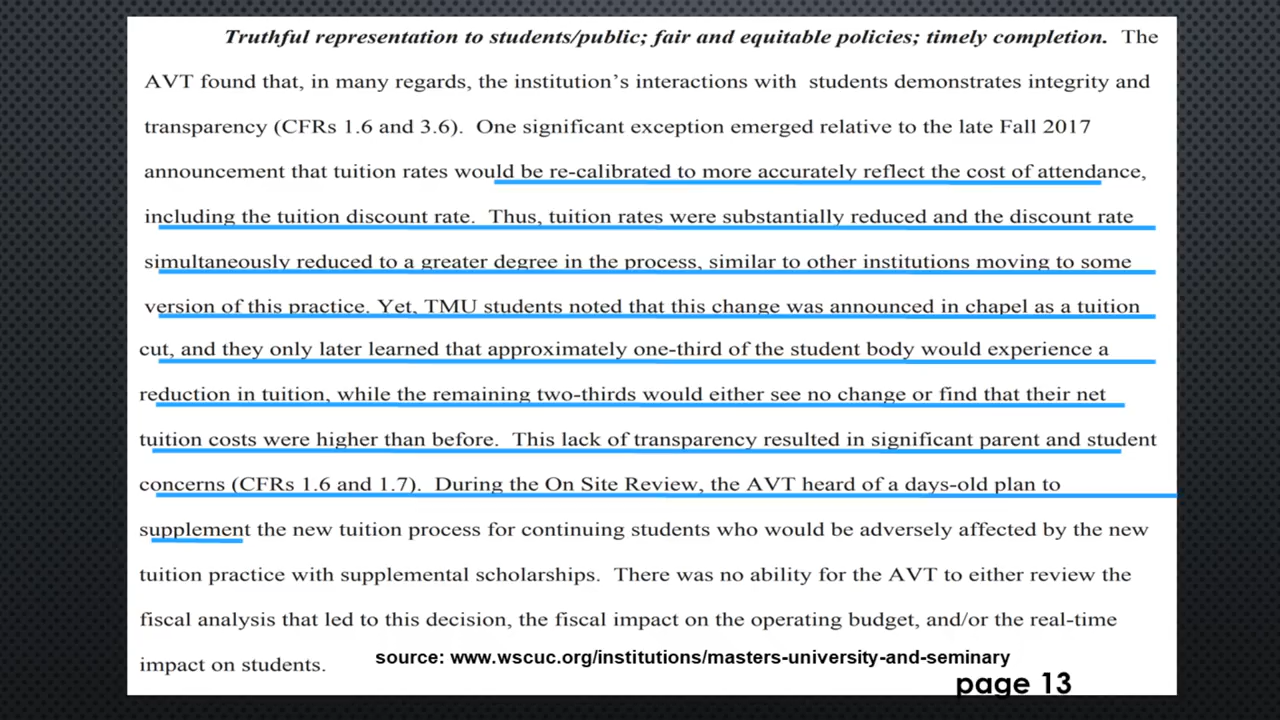 Truthful representation to students/public; fair and equitable policies; timely completion. The
AVT found that, in many regards, the institution's interactions with students demonstrates integrity and
transparency (CFRs 1.6 and 3.6). One significant exception emerged relative to the late Fall 2017
announcement that tuition rates would be re-calibrated to more accurately reflect the cost of attendance,
including the tuition discount rate. Thus, tuition rates were substantially reduced and the discount rate
simultaneously reduced to a greater degree in the process, similar to other institutions moving to some
version of this practice. Yet, TMU students noted that this change was announced in chapel as a tuition
cut, and they only later learned that approximately one-third of the student body would experience a
reduction in tuition, while the remaining two-thirds would either see no change or find that their net
tuition costs were higher than before. This lack of transparency resulted in significant parent and student
concerns (CFRs 1.6 and 1.7). During the On Site Review, the AVT heard of a days-old plan to
supplement the new tuition process for continuing students who would be adversely affected by the new
tuition practice with supplemental scholarships. There was no ability for the AVT to either review the
fiscal analysis that led to this decision, the fiscal impact on the operating budget, and/or the real-time
impact on students.
source: www.wscuc.org/institutions/masters-university-and-seminary
page 13